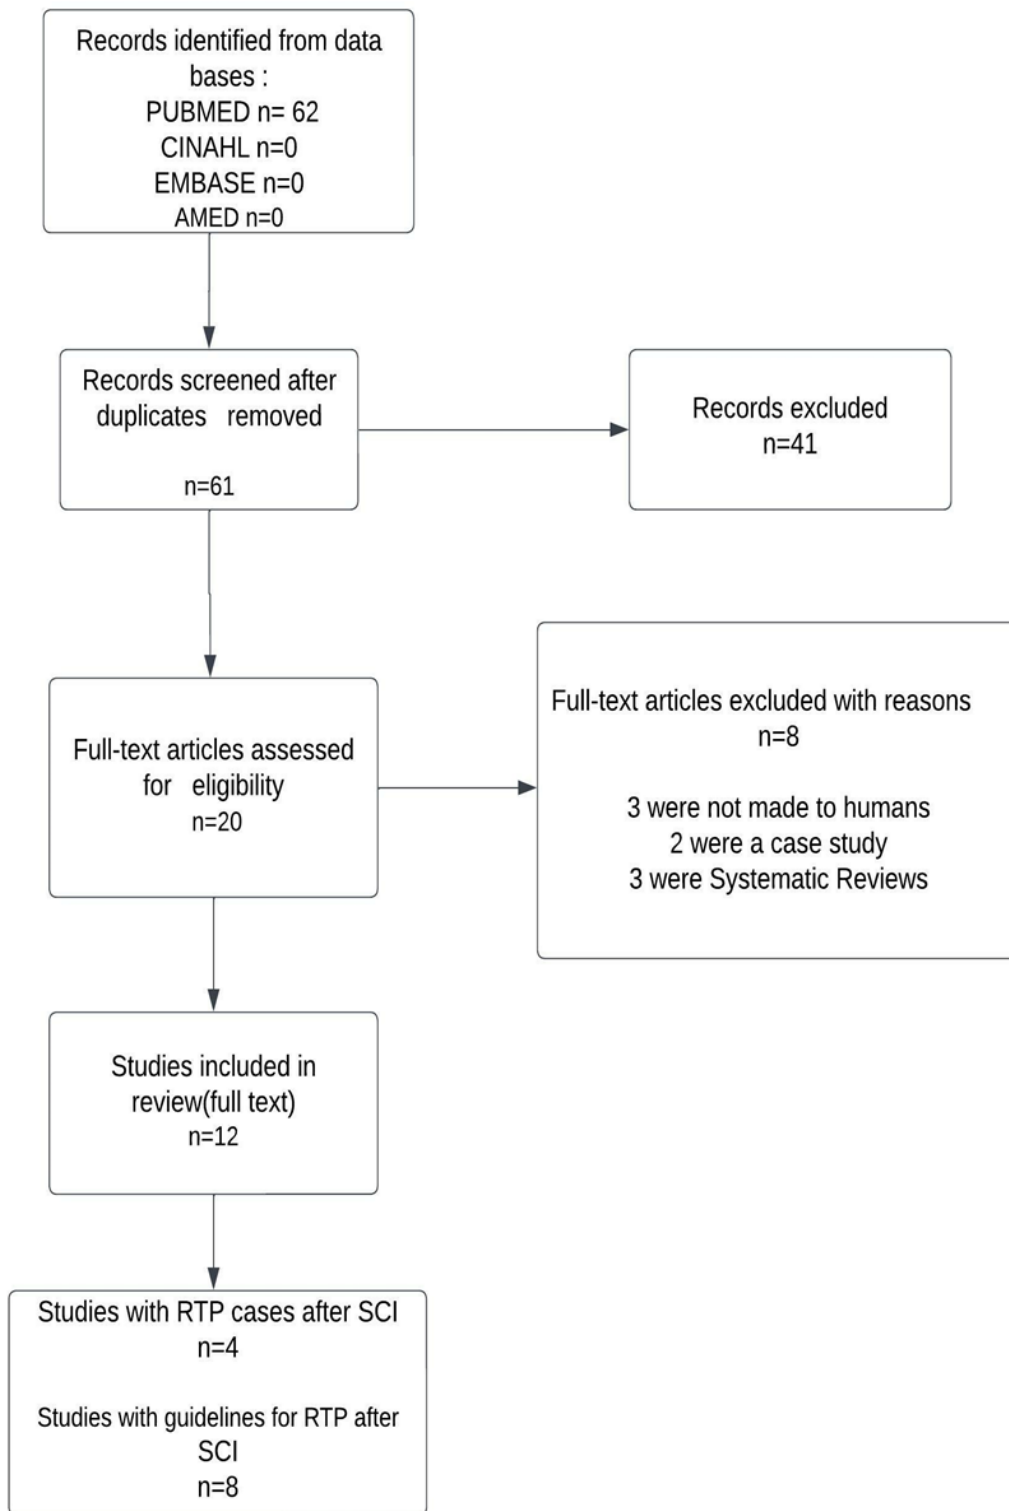 Records identified from data
bases :
PUBMED n= 62
CINAHL n=0
EMBASE n=0
AMED n=0
Records screened after
duplicates removed
n=61
Records excluded
n=41
Full-text articles assessed
for eligibility
n=20
Full-text articles excluded with reasons
n=8
3 were not made to humans
2 were a case study
3 were Systematic Reviews
Studies included in
review(full text)
n=12
Studies with RTP cases after SCI
n=4
Studies with guidelines for RTP after
SCI
n=8